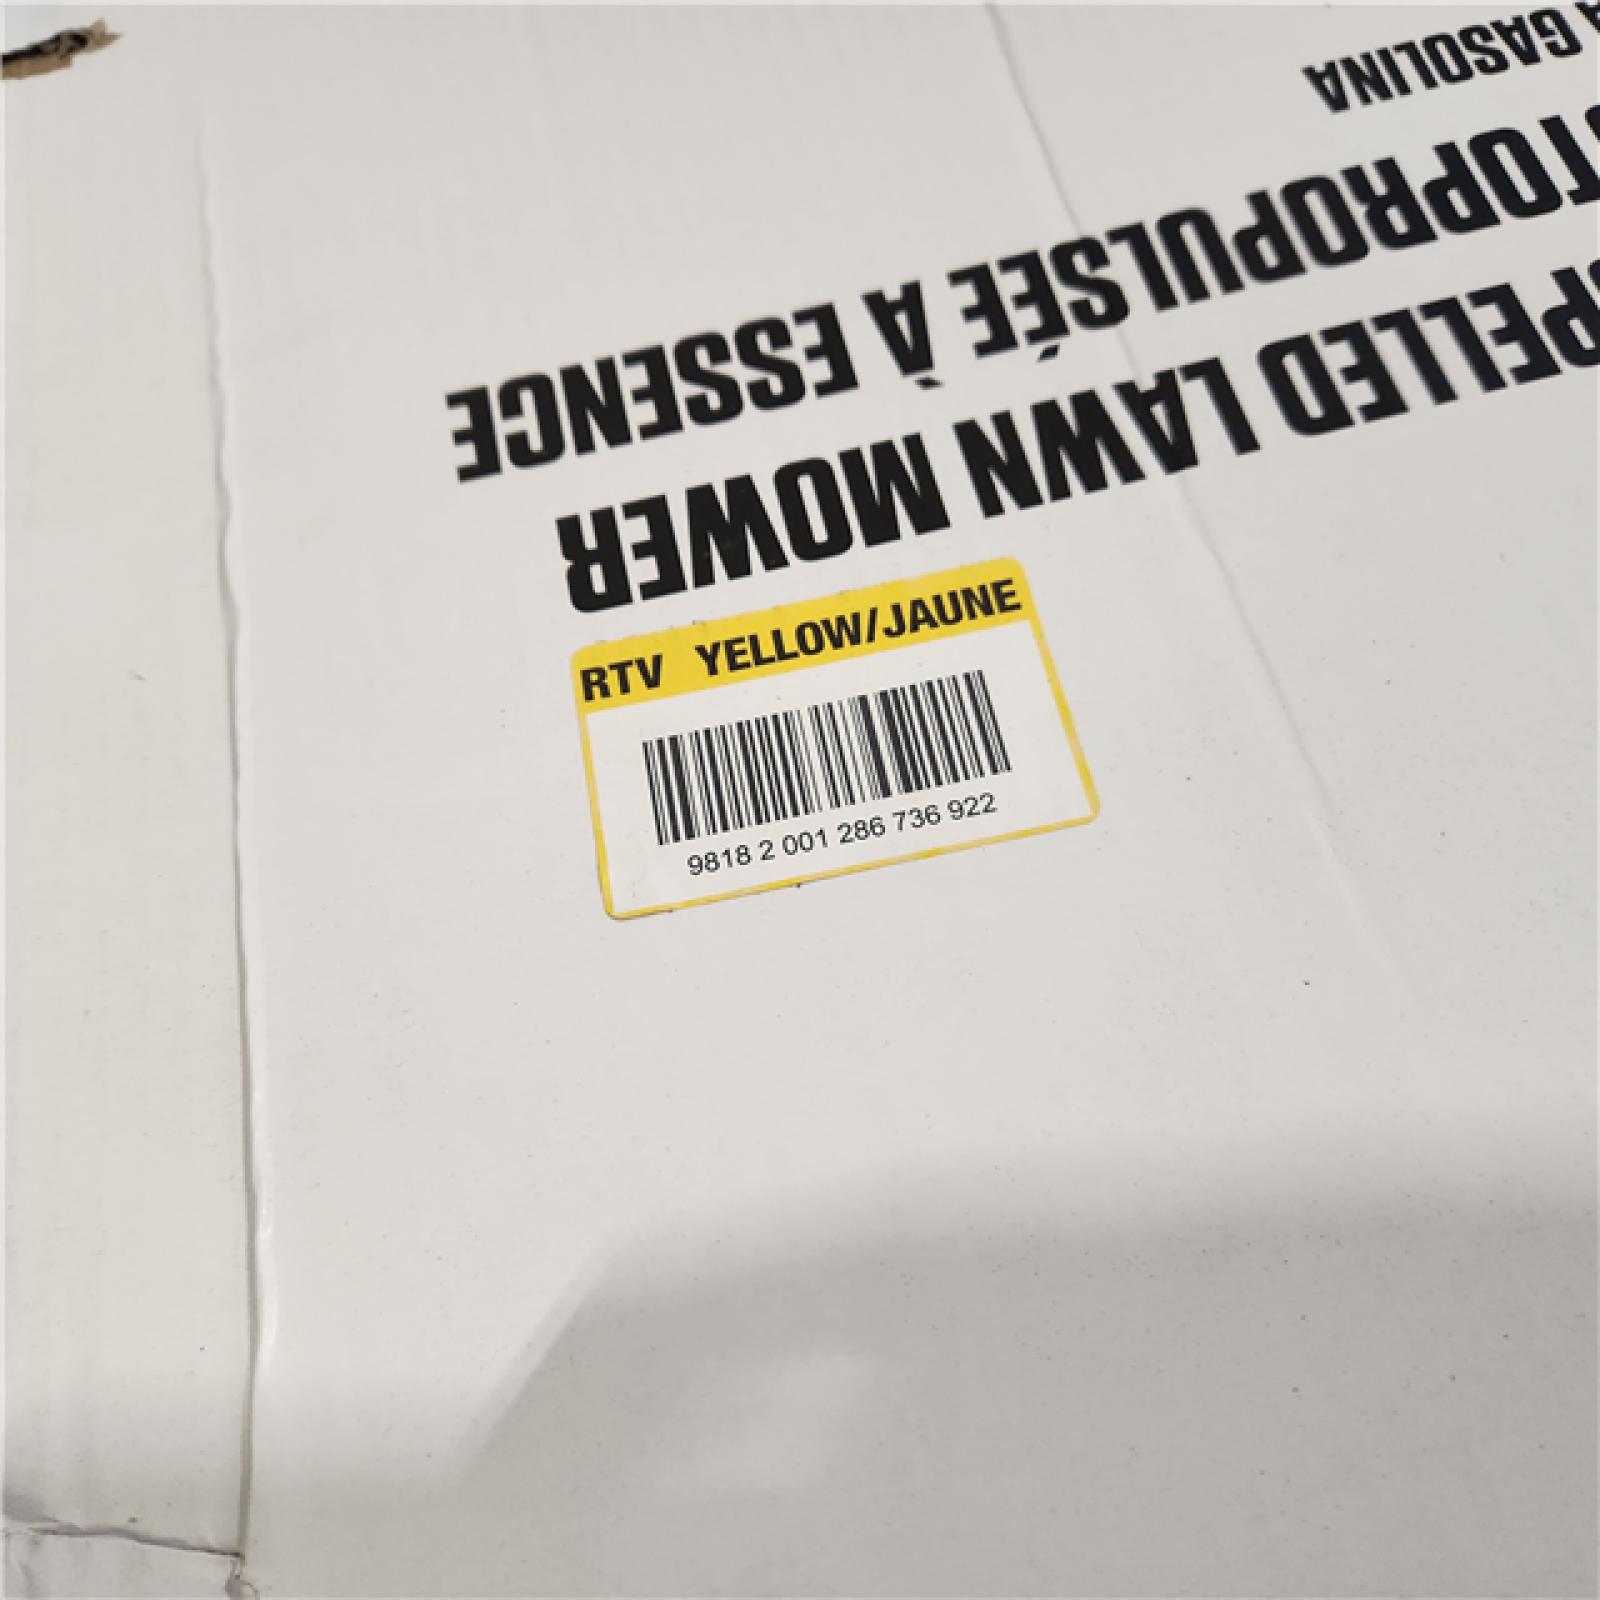 PELLED LAWN MOWER
TOPROPULSÉE À ESSENCE
A GASOLINA
RTV YELLOW/JAUNE
9818 2 001 286 736 922